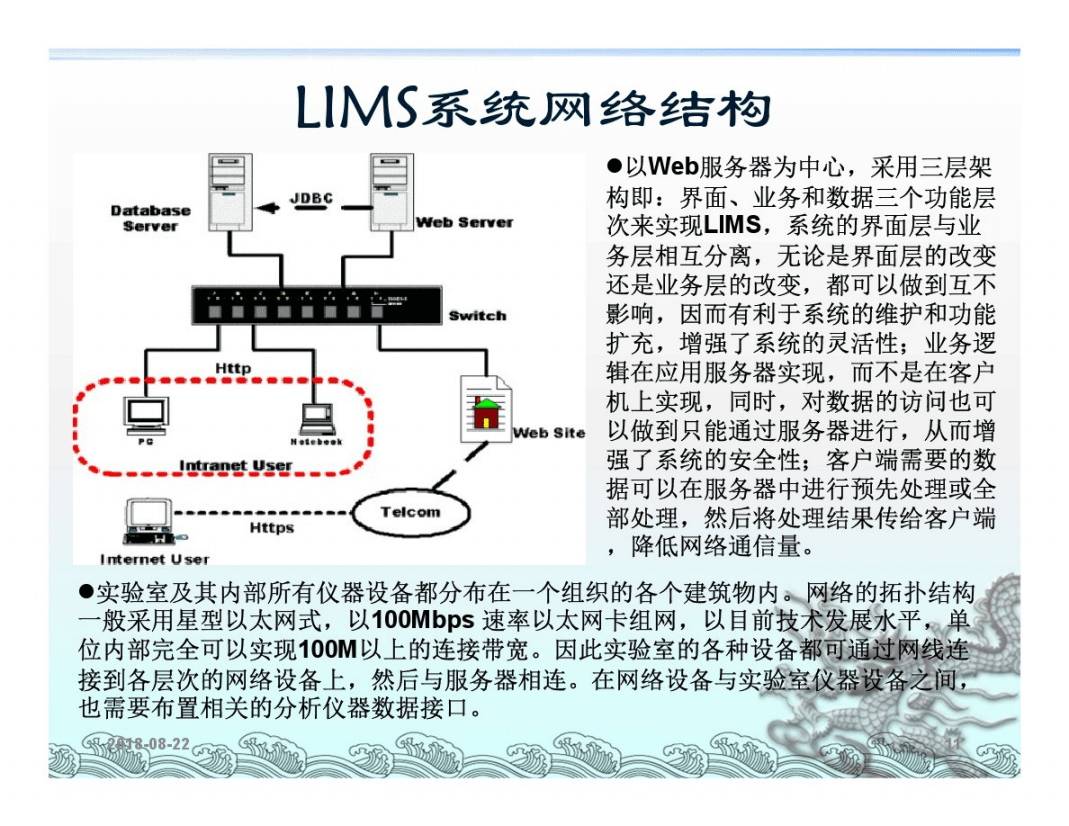 LIMS系统网络结构
Database
Server
JDBC
Web Server
Switch
Http
PC
Notebook
Intranet User
Web Site
Telcom
Https
Internet User
●以Web服务器为中心，采用三层架
构即：界面、业务和数据三个功能层
次来实现LIMS，系统的界面层与业
务层相互分离，无论是界面层的改变
还是业务层的改变，都可以做到互不
影响，因而有利于系统的维护和功能
扩充，增强了系统的灵活性；业务逻
辑在应用服务器实现，而不是在客户
机上实现，同时，对数据的访问也可
以做到只能通过服务器进行，从而增
强了系统的安全性；客户端需要的数
据可以在服务器中进行预先处理或全
部处理，然后将处理结果传给客户端
，降低网络通信量。
●实验室及其内部所有仪器设备都分布在一个组织的各个建筑物内。网络的拓扑结构
一般采用星型以太网式，以100Mbps 速率以太网卡组网，以目前技术发展水平，单
位内部完全可以实现100M以上的连接带宽。因此实验室的各种设备都可通过网线连
接到各层次的网络设备上，然后与服务器相连。在网络设备与实验室仪器设备之间，
也需要布置相关的分析仪器数据接口。
2018-08-22
11